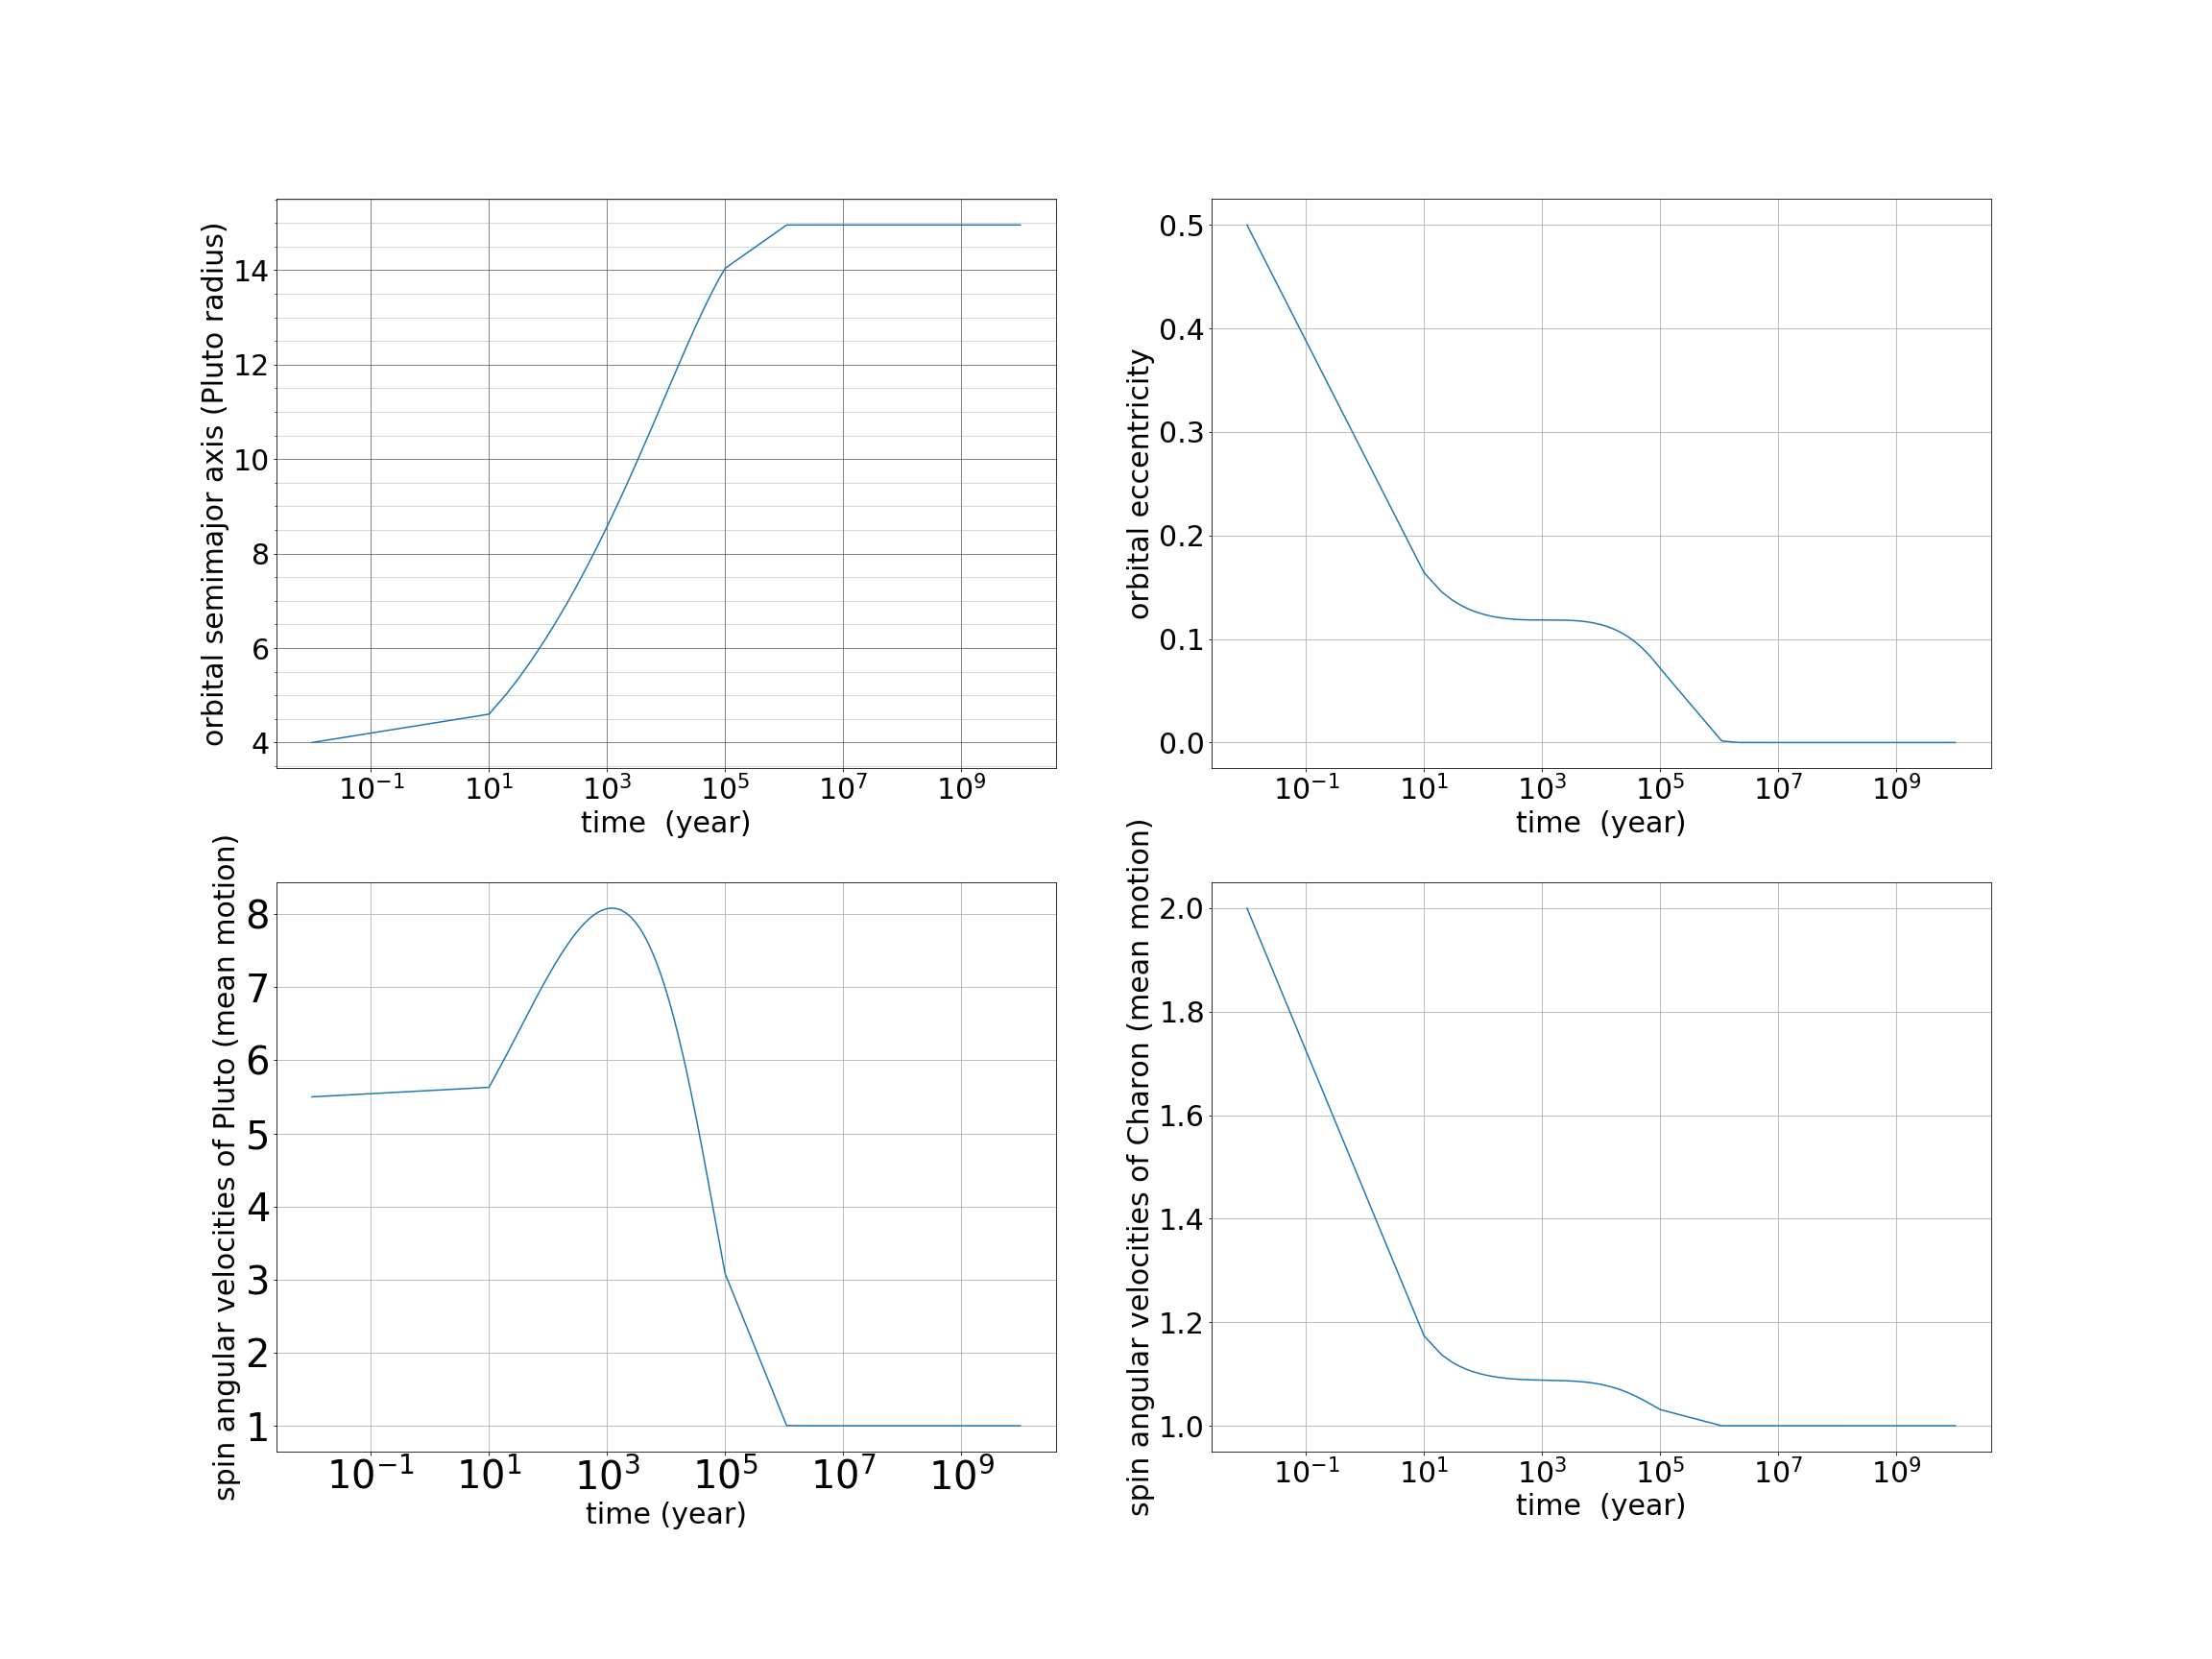 orbital semimajor axis (Pluto radius)
14
12
10
8
6
4
10⁻¹ 10¹ 10³ 10⁵ 10⁷ 10⁹
time (year)
orbital eccentricity
0.5
0.4
0.3
0.2
0.1
0.0
10⁻¹ 10¹ 10³ 10⁵ 10⁷ 10⁹
time (year)
spin angular velocities of Pluto (mean motion)
8
7
6
5
4
3
2
1
10⁻¹ 10¹ 10³ 10⁵ 10⁷ 10⁹
time (year)
spin angular velocities of Charon (mean motion)
2.0
1.8
1.6
1.4
1.2
1.0
10⁻¹ 10¹ 10³ 10⁵ 10⁷ 10⁹
time (year)